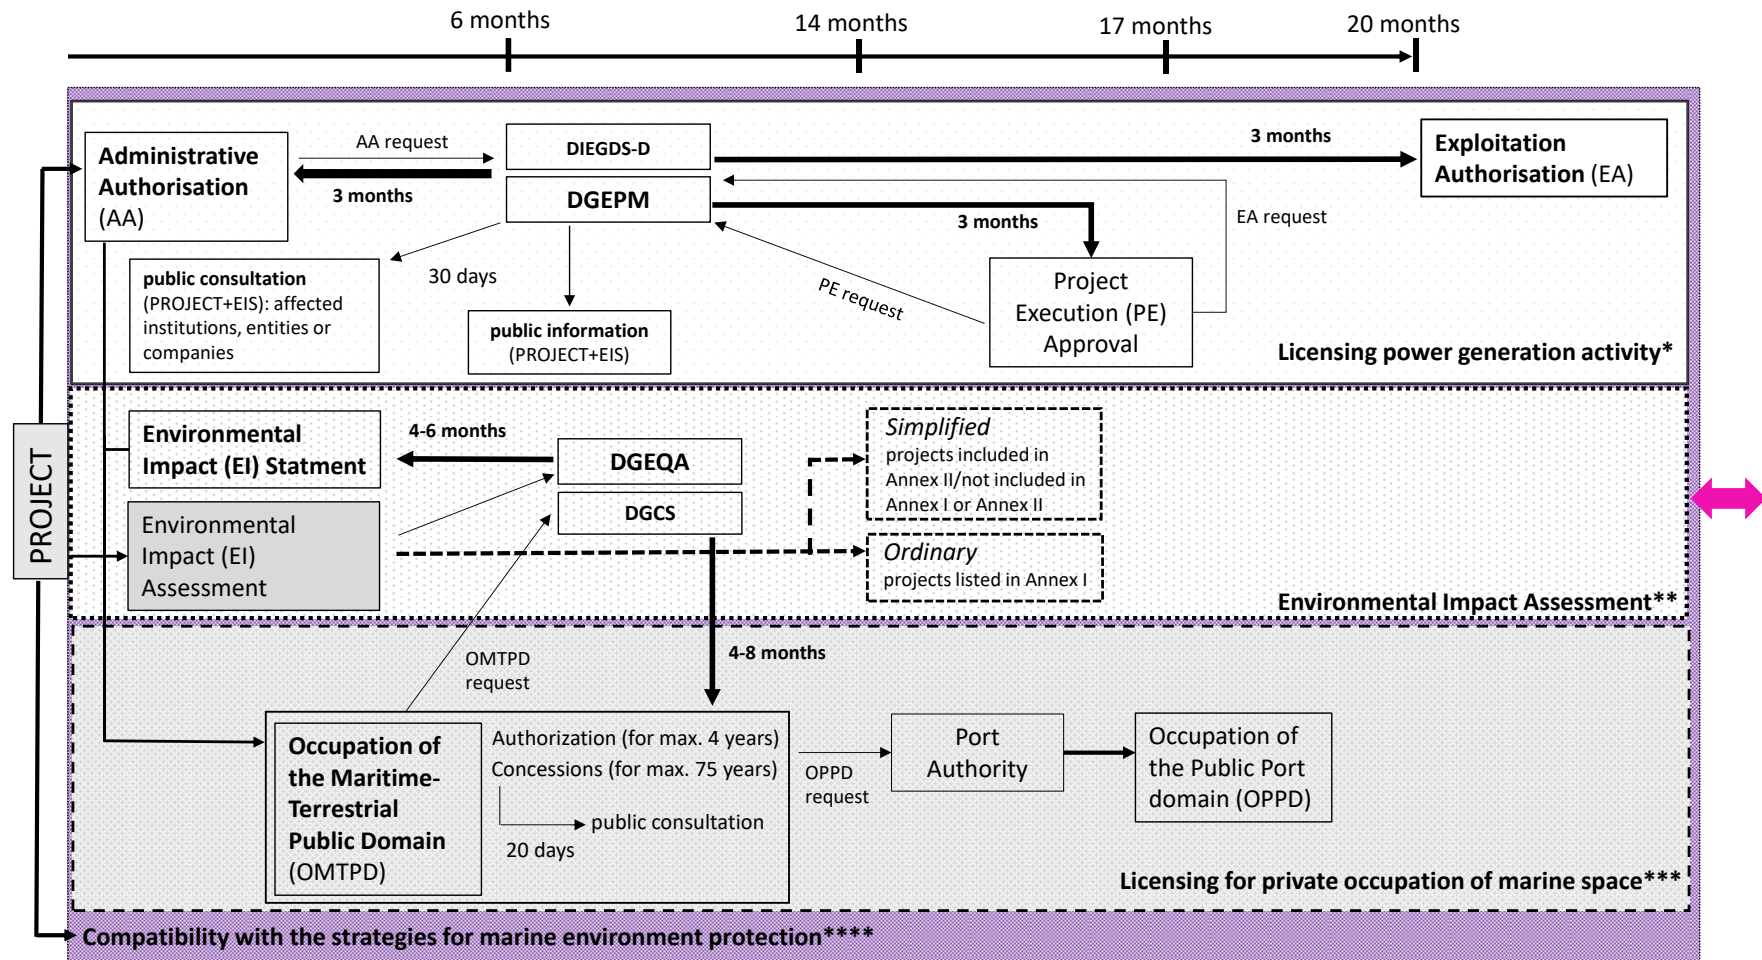 6 months
14 months
17 months
20 months
Administrative
Authorisation
(AA)
AA request
3 months
DIEGDS-D
DGEPM
3 months
Exploitation
Authorisation (EA)
3 months
EA request
PE request
30 days
public consultation
(PROJECT+EIS): affected
institutions, entities or
companies
public information
(PROJECT+EIS)
Project
Execution (PE)
Approval
Licensing power generation activity*
PROJECT
Environmental
Impact (EI) Statment
4-6 months
DGEQA
DGCS
Environmental
Impact (EI)
Assessment
Simplified
projects included in
Annex II/not included in
Annex I or Annex II
Ordinary
projects listed in Annex I
Environmental Impact Assessment**
OMTPD
request
4-8 months
Occupation of
the Maritime-
Terrestrial
Public Domain
(OMTPD)
Authorization (for max. 4 years)
Concessions (for max. 75 years)
public consultation
20 days
OPPD
request
Port
Authority
Occupation of
the Public Port
domain (OPPD)
Licensing for private occupation of marine space***
Compatibility with the strategies for marine environment protection****